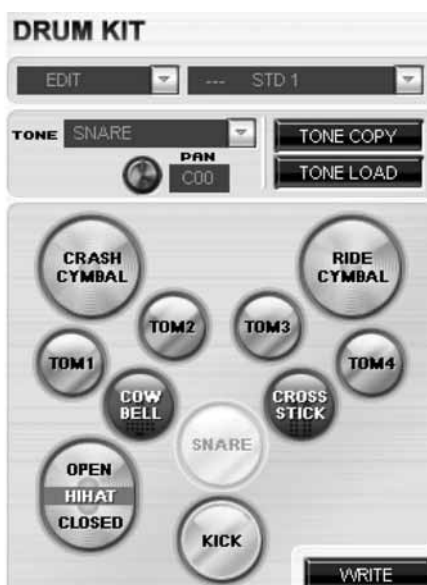 DRUM KIT
EDIT --- STD 1
TONE SNARE
TONE COPY
PAN
C00
TONE LOAD
CRASH
CYMBAL
RIDE
CYMBAL
TOM2
TOM3
TOM1
TOM4
COW
BELL
CROSS
STICK
SNARE
OPEN
HIHAT
CLOSED
KICK
WRITE